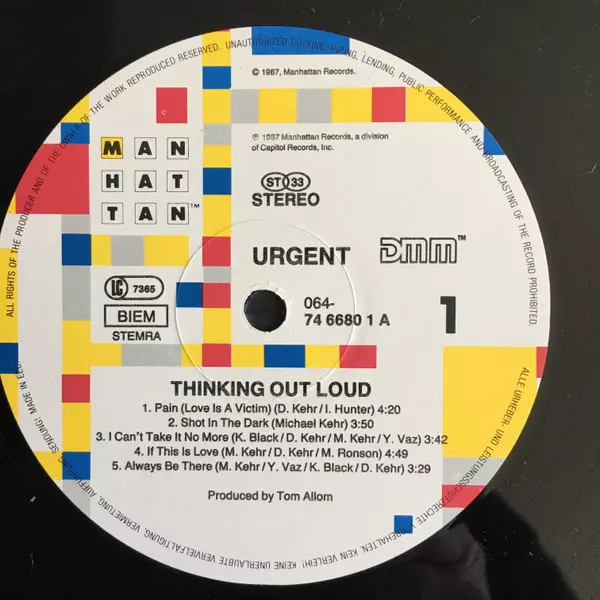 © 1987, Manhattan Records.
℗ 1987 Manhattan Records, a division
of Capitol Records, Inc.
MAN
HAT
TAN™
ST 33
STEREO
URGENT
DMM™
LC 7365
BIEM
STEMRA
064-
74 6680 1 A
1
THINKING OUT LOUD
1. Pain (Love Is A Victim) (D. Kehr / I. Hunter) 4:20
2. Shot In The Dark (Michael Kehr) 3:50
3. I Can't Take It No More (K. Black / D. Kehr / M. Kehr / Y. Vaz) 3:42
4. If This Is Love (M. Kehr / D. Kehr / M. Ronson) 4:49
5. Always Be There (M. Kehr / Y. Vaz / K. Black / D. Kehr) 3:29
Produced by Tom Allom
ALL RIGHTS OF THE PRODUCER AND OF THE OWNER OF THE WORK REPRODUCED RESERVED. UNAUTHORIZED COPYING, HIRING, LENDING, PUBLIC PERFORMANCE AND BROADCASTING OF THE RECORD PROHIBITED.
ALLE URHEBER- UND LEISTUNGSSCHUTZRECHTE VORBEHALTEN. KEIN VERLEIH! KEINE UNERLAUBTE VERVIELFÄLTIGUNG, VERMIETUNG, AUFFÜHRUNG, SENDUNG! MADE IN